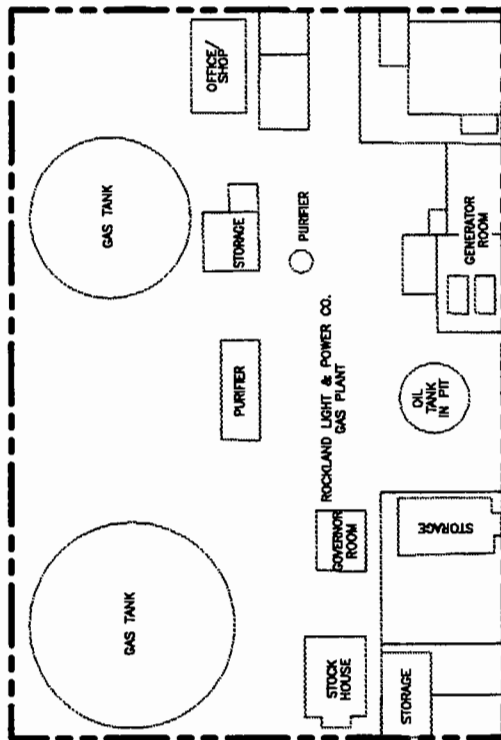 OFFICE/
SHOP
GAS TANK
STORAGE
PURIFIER
GENERATOR
ROOM
PURIFIER
ROCKLAND LIGHT & POWER CO.
GAS PLANT
OIL
TANK
IN PIT
GAS TANK
GOVERNOR
ROOM
STORAGE
STOCK
HOUSE
STORAGE